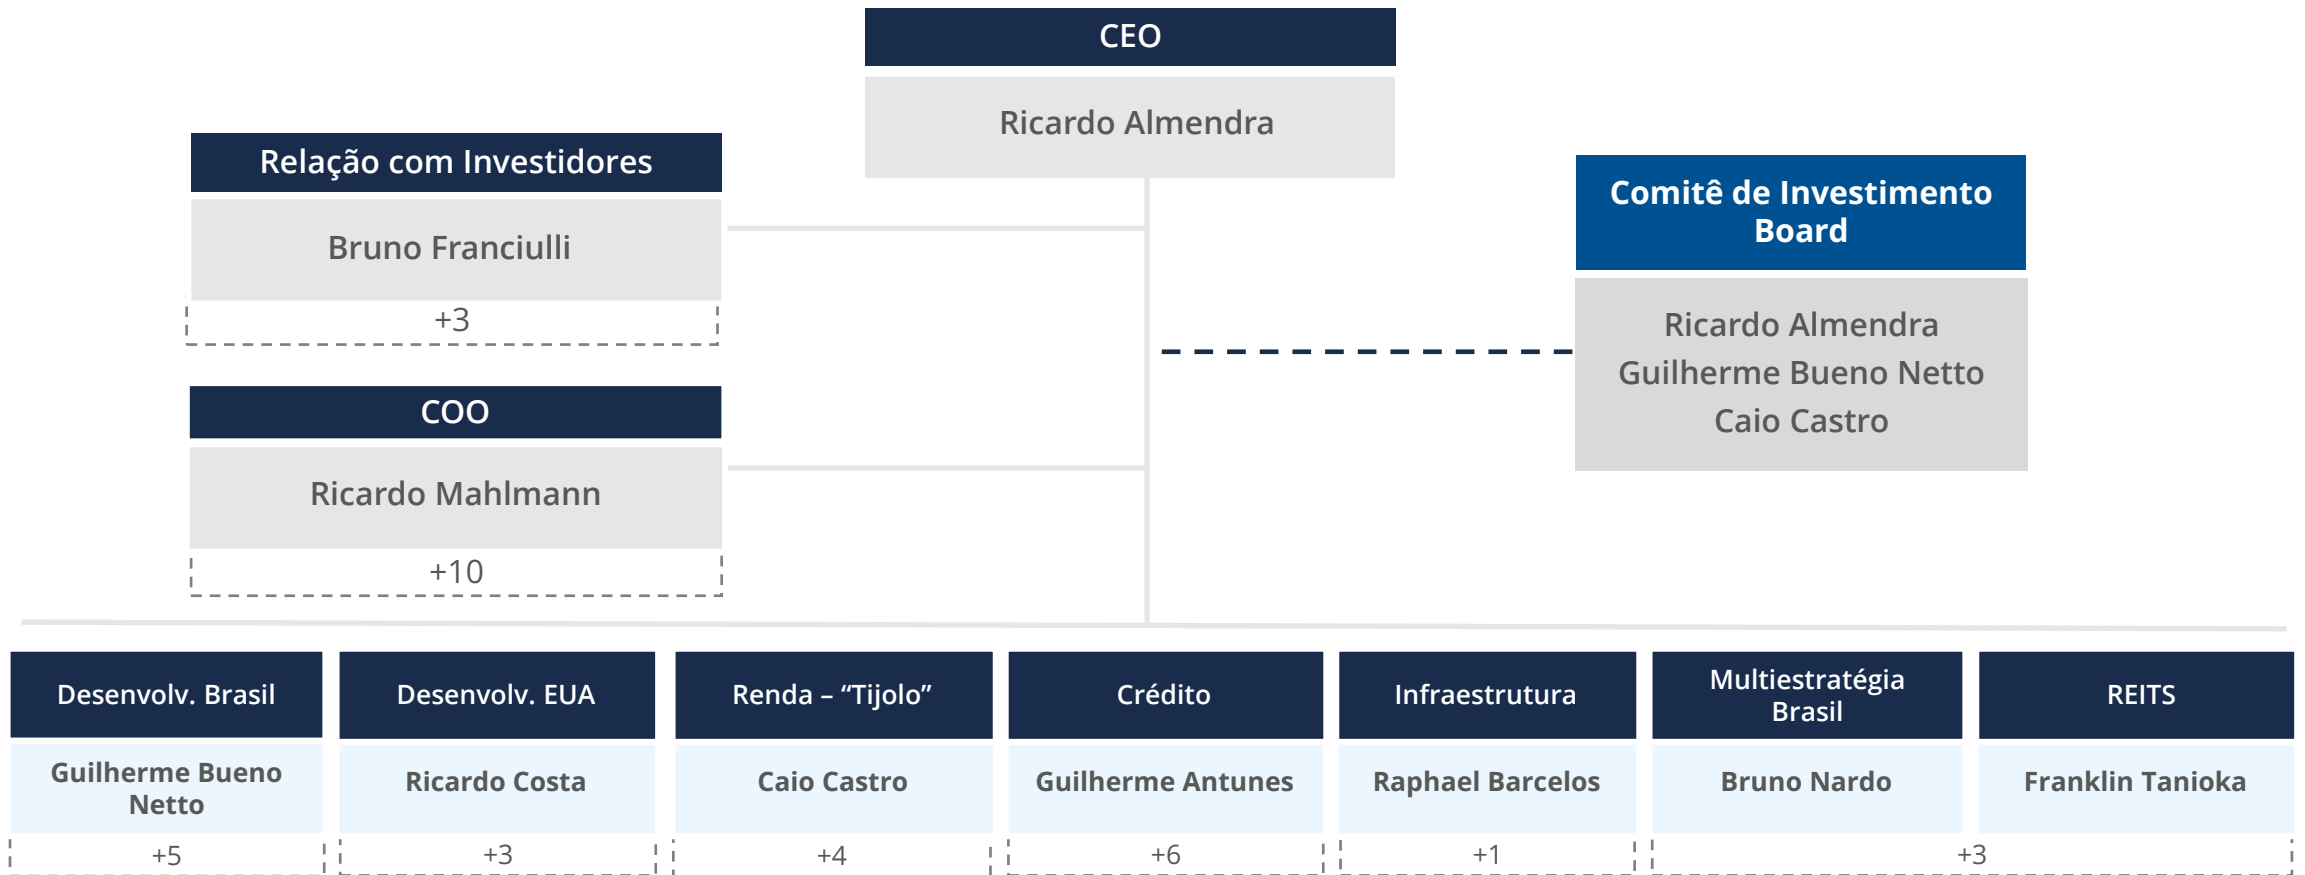 CEO
Ricardo Almendra
Relação com Investidores
Bruno Franciulli
+3
Comitê de Investimento
Board
Ricardo Almendra
Guilherme Bueno Netto
Caio Castro
COO
Ricardo Mahlmann
+10
Desenvolv. Brasil
Guilherme Bueno
Netto
+5
Desenvolv. EUA
Ricardo Costa
+3
Renda – “Tijolo”
Caio Castro
+4
Crédito
Guilherme Antunes
+6
Infraestrutura
Raphael Barcelos
+1
Multiestratégia
Brasil
Bruno Nardo
REITS
Franklin Tanioka
+3